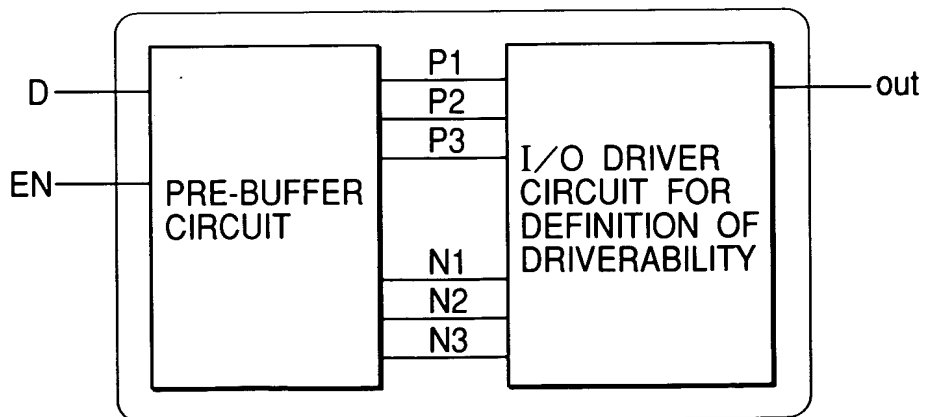 D
EN
PRE-BUFFER
CIRCUIT
P1
P2
P3
N1
N2
N3
I/O DRIVER
CIRCUIT FOR
DEFINITION OF
DRIVERABILITY
out